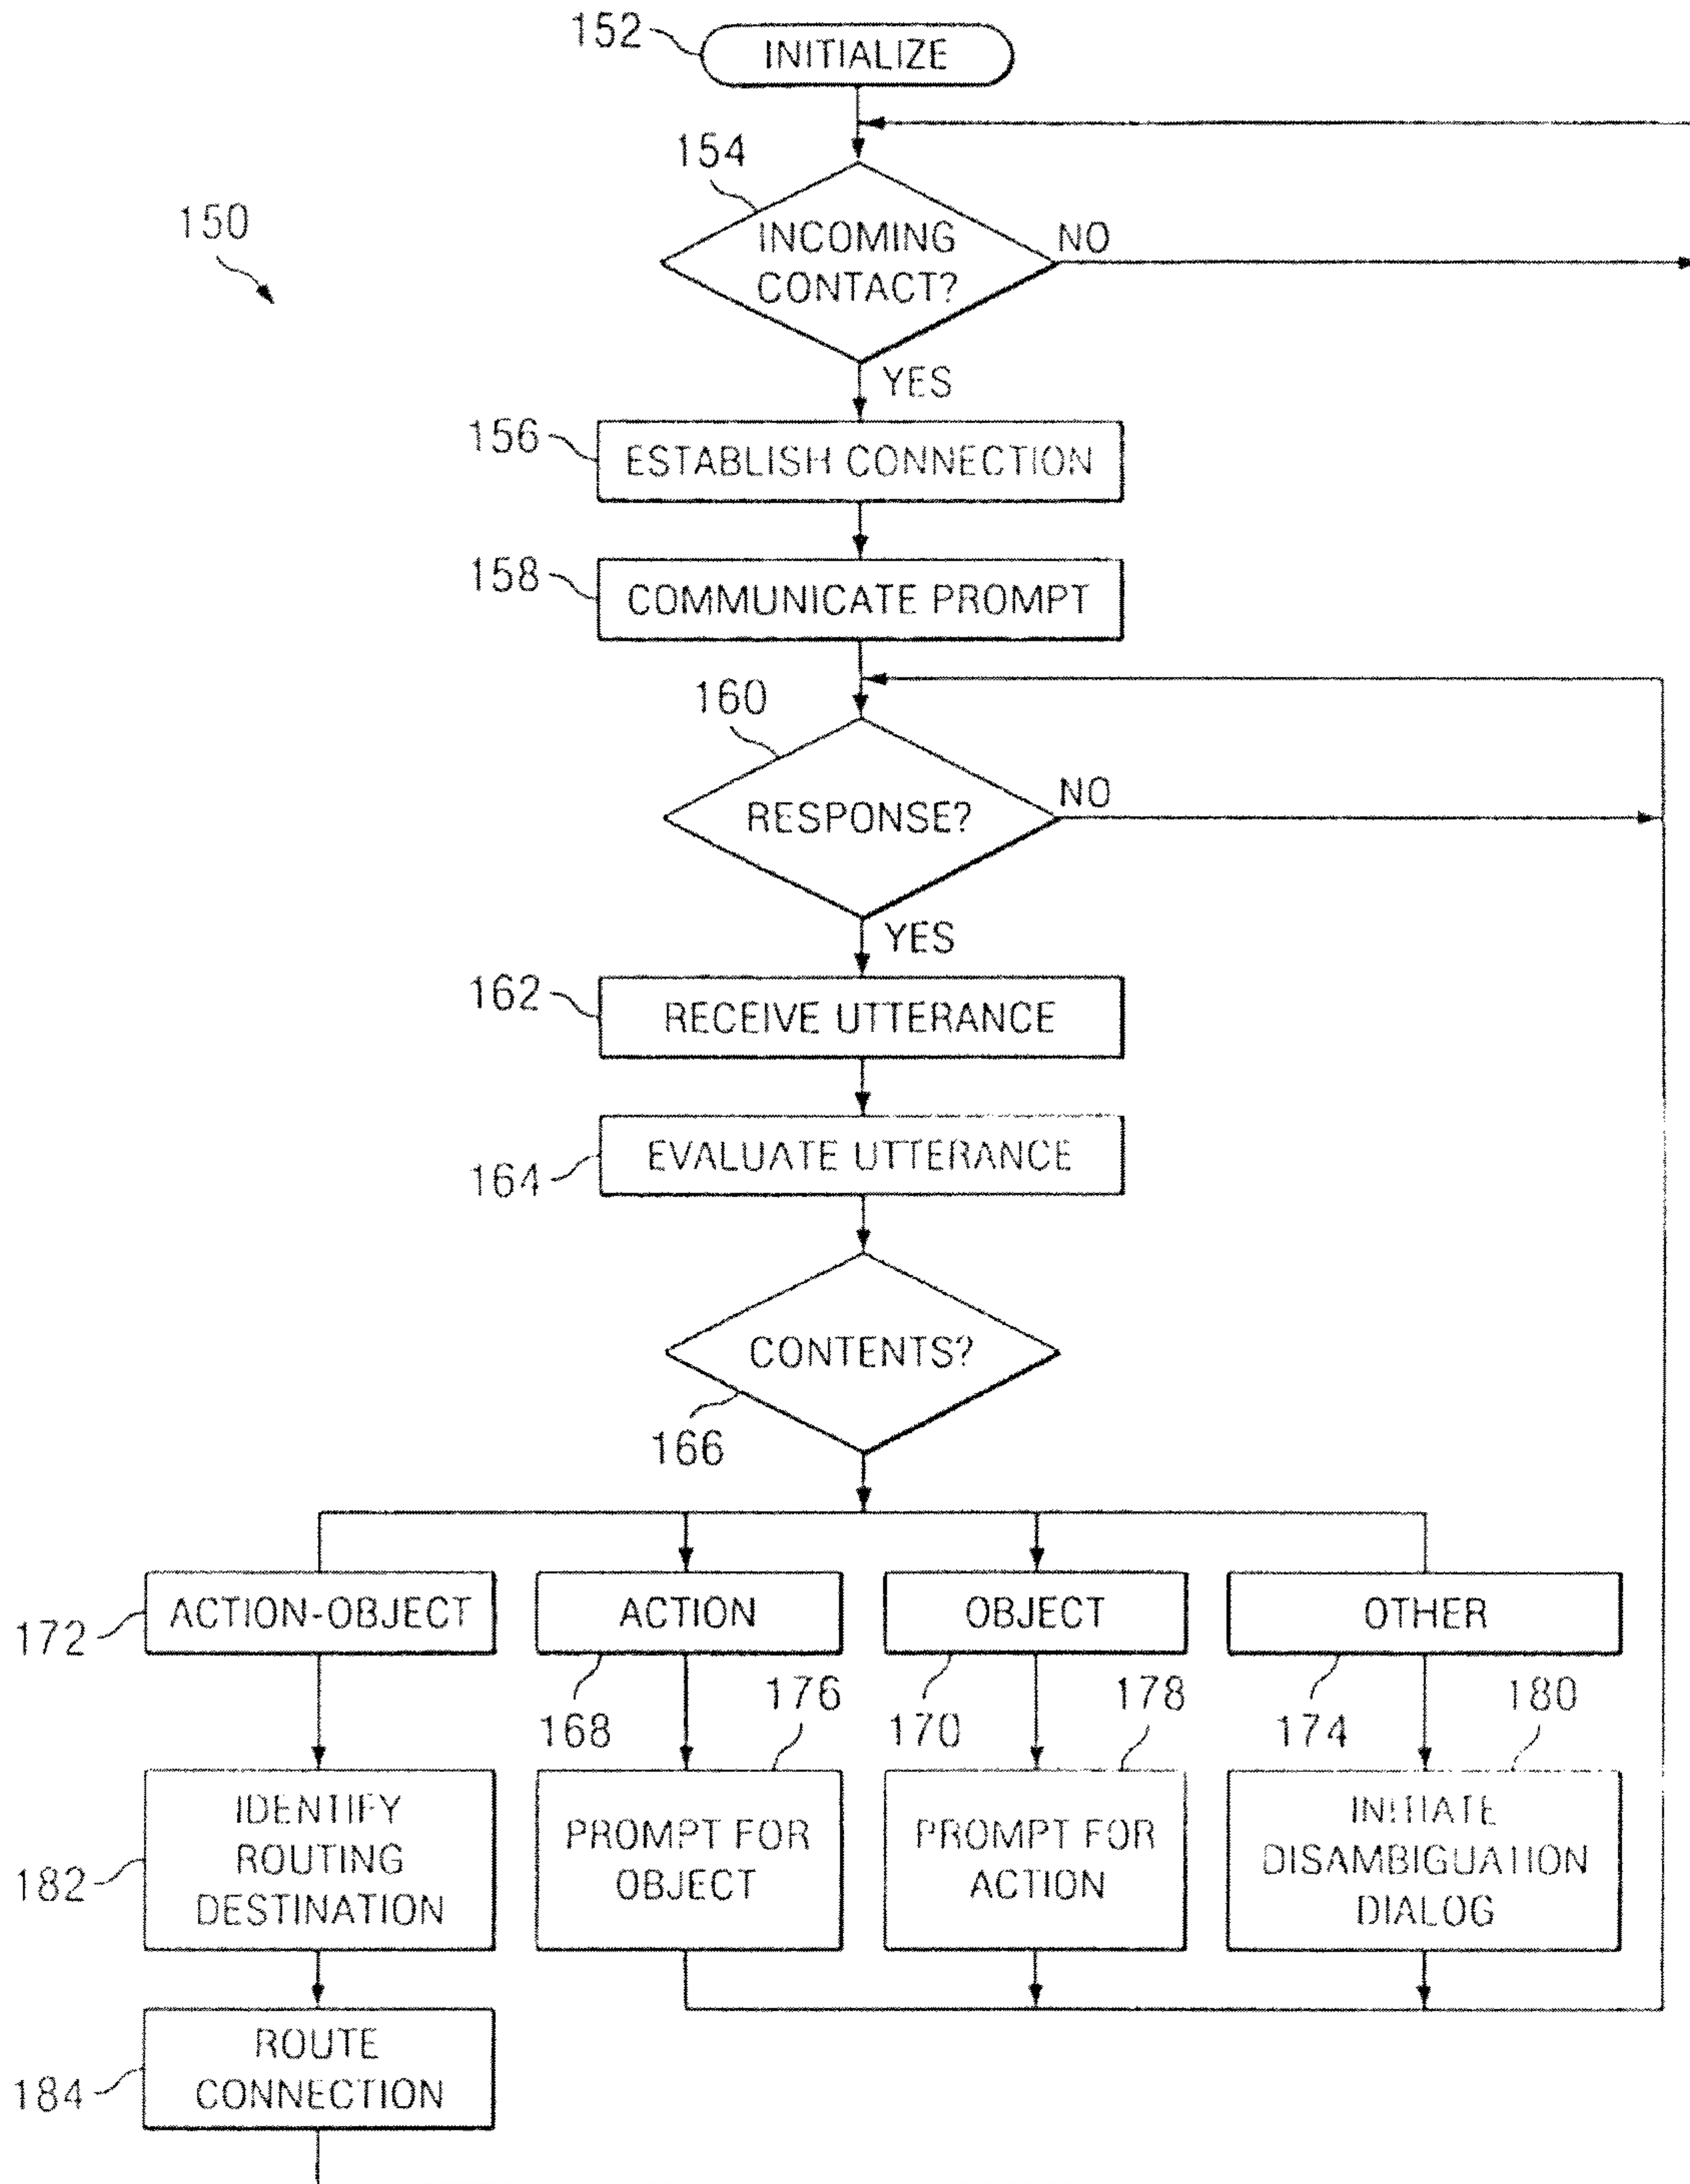 152
INITIALIZE
154
150
INCOMING
CONTACT?
NO
YES
156
ESTABLISH CONNECTION
158
COMMUNICATE PROMPT
160
RESPONSE?
NO
YES
162
RECEIVE UTTERANCE
164
EVALUATE UTTERANCE
CONTENTS?
166
172
ACTION-OBJECT
ACTION
OBJECT
OTHER
168
176
170
178
174
180
182
IDENTIFY
ROUTING
DESTINATION
PROMPT FOR
OBJECT
PROMPT FOR
ACTION
INITIATE
DISAMBIGUATION
DIALOG
184
ROUTE
CONNECTION